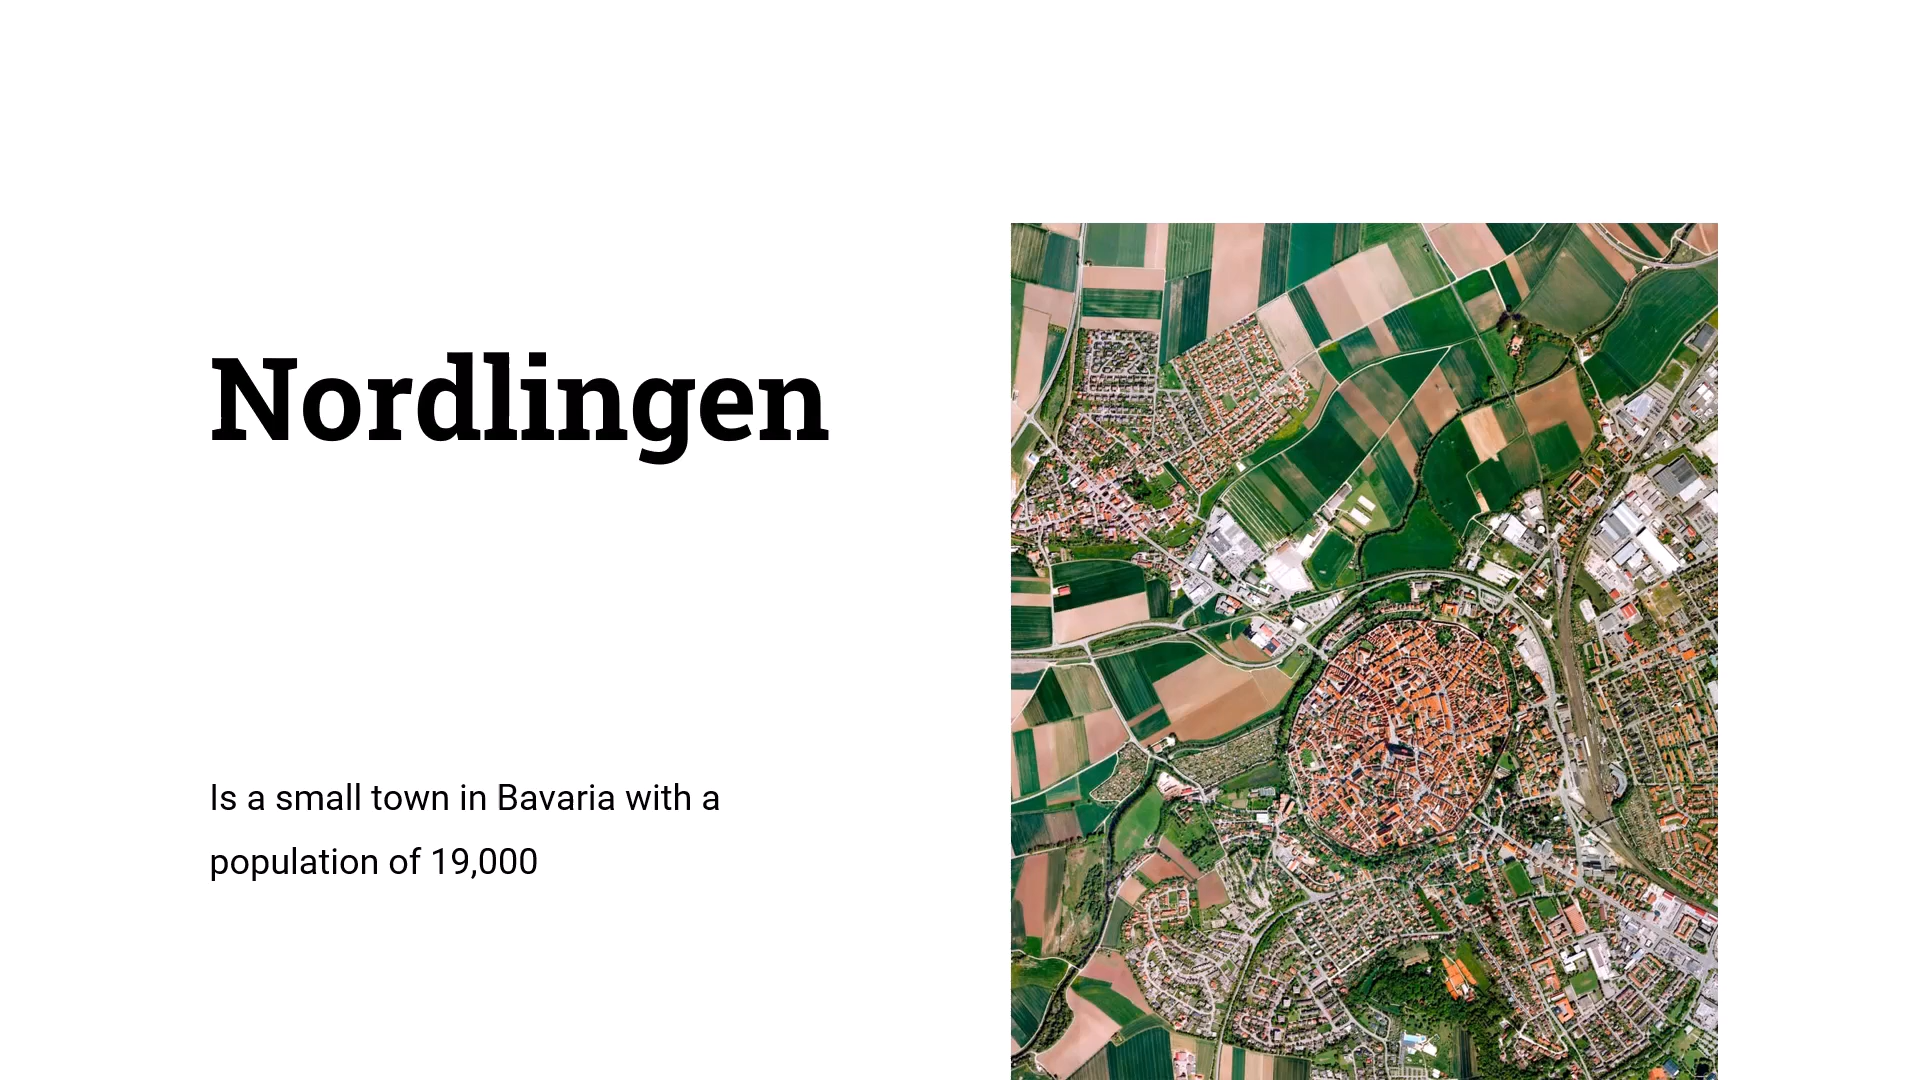 Nordlingen
Is a small town in Bavaria with a
population of 19,000